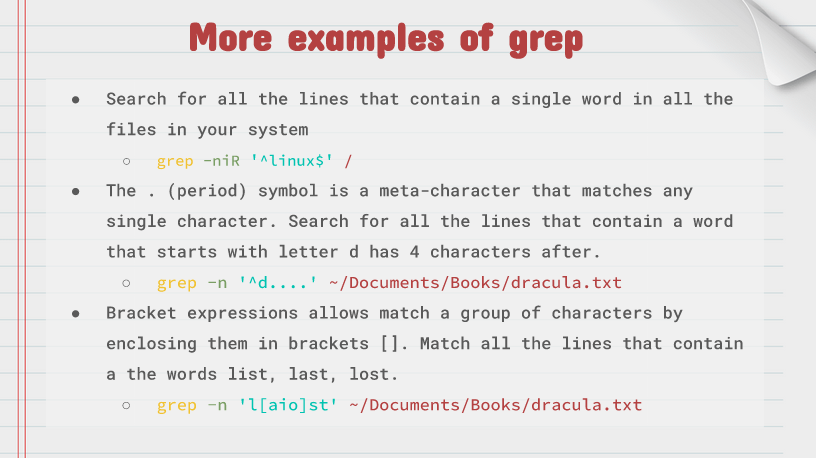 More examples of grep
● Search for all the lines that contain a single word in all the
files in your system
○ grep -niR '^linux$' /
● The . (period) symbol is a meta-character that matches any
single character. Search for all the lines that contain a word
that starts with letter d has 4 characters after.
○ grep -n '^d....' ~/Documents/Books/dracula.txt
● Bracket expressions allows match a group of characters by
enclosing them in brackets []. Match all the lines that contain
a the words list, last, lost.
○ grep -n 'l[aio]st' ~/Documents/Books/dracula.txt